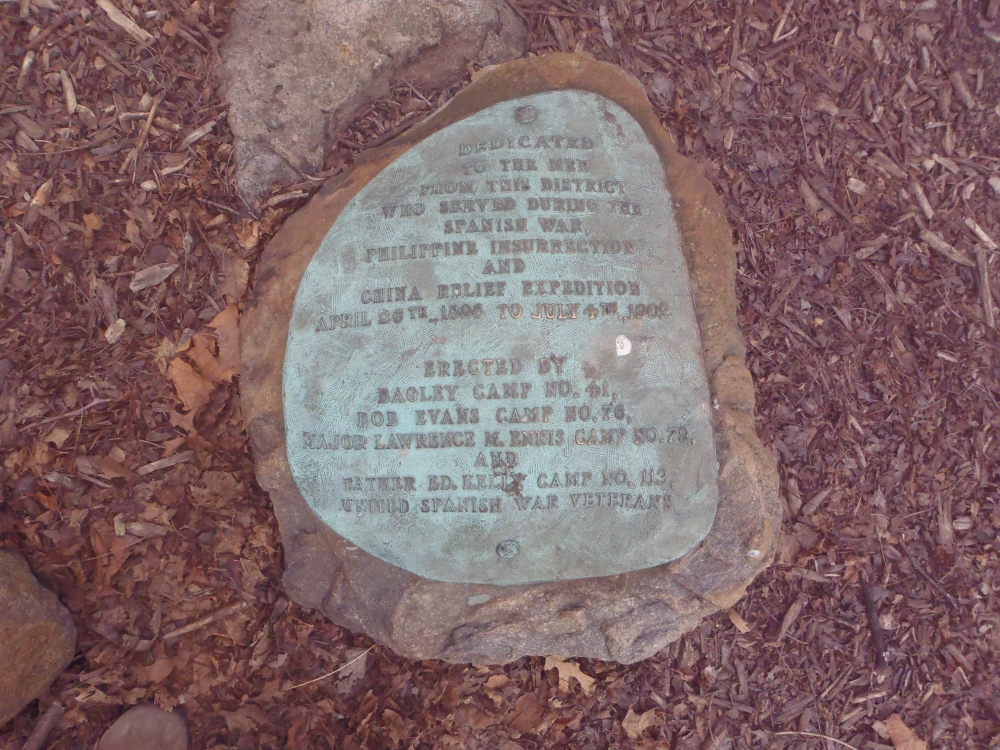 DEDICATED
TO THE MEN
FROM THIS DISTRICT
WHO SERVED DURING THE
SPANISH WAR,
PHILIPPINE INSURRECTION
AND
CHINA RELIEF EXPEDITION
APRIL 26TH, 1898 TO JULY 4TH, 1902
ERECTED BY
BAGLEY CAMP NO. 41,
BOB EVANS CAMP NO. 76,
MAJOR LAWRENCE M. ENNIS CAMP NO. 79,
AND
FATHER ED. KELLY CAMP NO. 113,
UNITED SPANISH WAR VETERANS